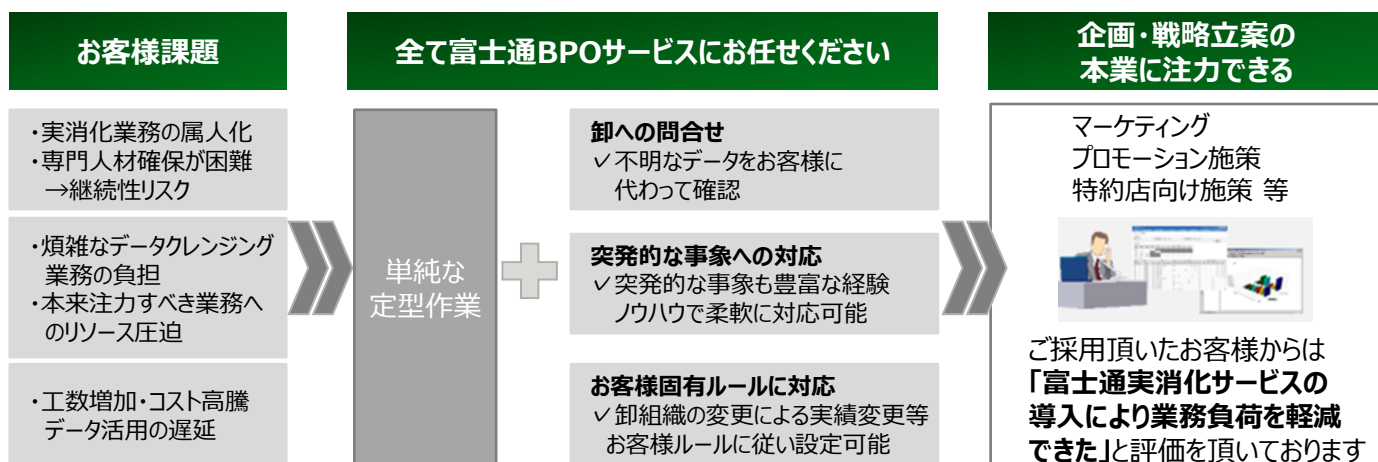 お客様課題
・実消化業務の属人化
・専門人材確保が困難
→継続性リスク
・煩雑なデータクレンジング
業務の負担
・本来注力すべき業務へ
のリソース圧迫
・工数増加・コスト高騰
データ活用の遅延
全て富士通BPOサービスにお任せください
単純な
定型作業
卸への問合せ
✓不明なデータをお客様に
代わって確認
突発的な事象への対応
✓突発的な事象も豊富な経験
ノウハウで柔軟に対応可能
お客様固有ルールに対応
✓卸組織の変更による実績変更等
お客様ルールに従い設定可能
企画・戦略立案の
本業に注力できる
マーケティング
プロモーション施策
特約店向け施策 等
ご採用頂いたお客様からは
「富士通実消化サービスの
導入により業務負荷を軽減
できた」と評価を頂いております